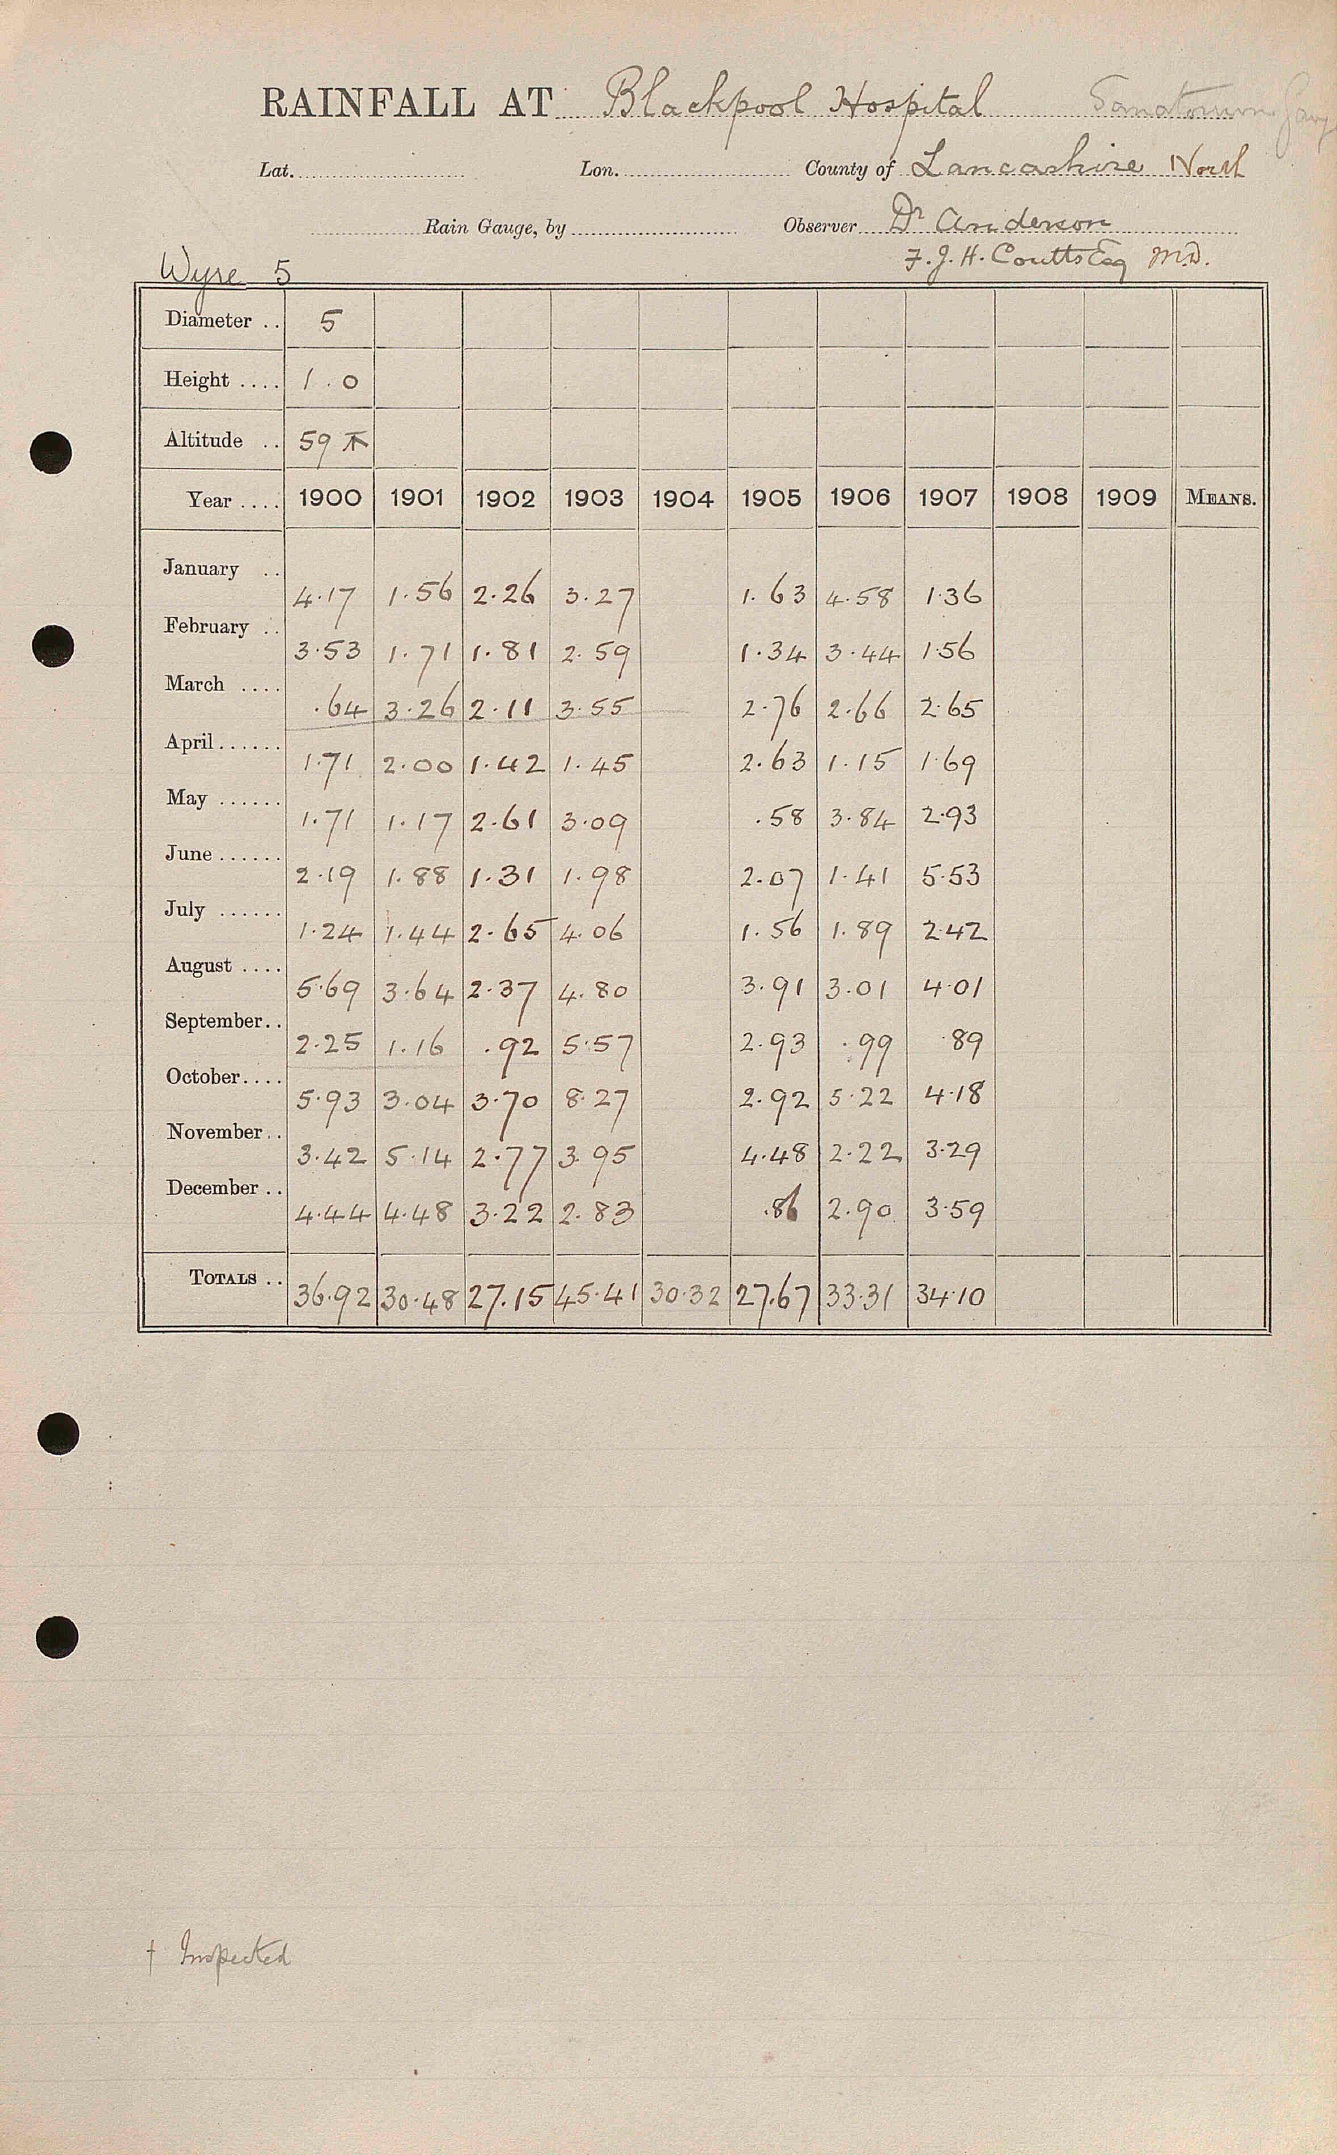 RAINFALL AT Blackpool Hospital Sanatorium
Lat. Lon. County of Lancashire North
Rain Gauge, by Observer Dr Anderson
F. J. H. Coutts Esq M.D.
Wyre 5
Diameter .. 5
Height .... 1.0
Altitude .. 59
Year .... 1900 1901 1902 1903 1904 1905 1906 1907 1908 1909 MEANS.
January .. 4.17 1.56 2.26 3.27 1.63 4.58 1.36
February .. 3.53 1.71 1.81 2.59 1.34 3.44 1.56
March .... .64 3.26 2.11 3.55 2.76 2.66 2.65
April...... 1.71 2.00 1.42 1.45 2.63 1.15 1.69
May ...... 1.71 1.17 2.61 3.09 .58 3.84 2.93
June ...... 2.19 1.88 1.31 1.98 2.07 1.41 5.53
July ...... 1.24 1.44 2.65 4.06 1.56 1.89 2.42
August .... 5.69 3.64 2.37 4.80 3.91 3.01 4.01
September.. 2.25 1.16 .92 5.57 2.93 .99 .89
October.... 5.93 3.04 3.70 8.27 2.92 5.22 4.18
November.. 3.42 5.14 2.77 3.95 4.48 2.22 3.29
December .. 4.44 4.48 3.22 2.83 .86 2.90 3.59
TOTALS .. 36.92 30.48 27.15 45.41 30.32 27.67 33.31 34.10
† Inspected